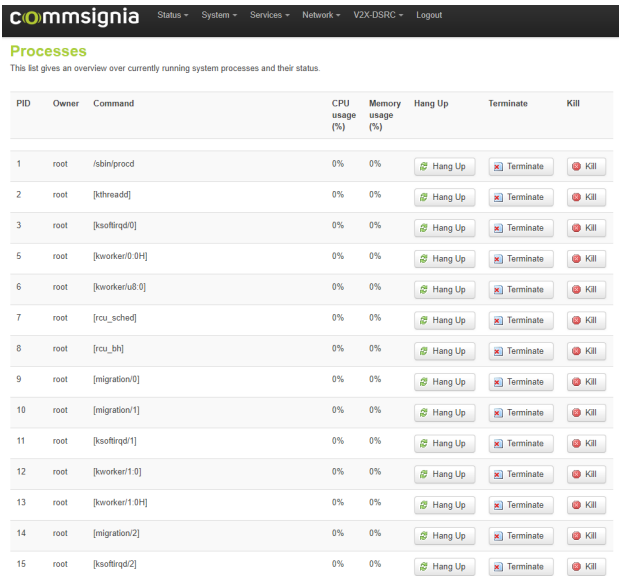 commsignia Status System Services Network V2X-DSRC Logout
Processes
This list gives an overview over currently running system processes and their status.
PID Owner Command CPU usage (%) Memory usage (%) Hang Up Terminate Kill
1 root /sbin/procd 0% 0% Hang Up Terminate Kill
2 root [kthreadd] 0% 0% Hang Up Terminate Kill
3 root [ksoftirqd/0] 0% 0% Hang Up Terminate Kill
5 root [kworker/0:0H] 0% 0% Hang Up Terminate Kill
6 root [kworker/u8:0] 0% 0% Hang Up Terminate Kill
7 root [rcu_sched] 0% 0% Hang Up Terminate Kill
8 root [rcu_bh] 0% 0% Hang Up Terminate Kill
9 root [migration/0] 0% 0% Hang Up Terminate Kill
10 root [migration/1] 0% 0% Hang Up Terminate Kill
11 root [ksoftirqd/1] 0% 0% Hang Up Terminate Kill
12 root [kworker/1:0] 0% 0% Hang Up Terminate Kill
13 root [kworker/1:0H] 0% 0% Hang Up Terminate Kill
14 root [migration/2] 0% 0% Hang Up Terminate Kill
15 root [ksoftirqd/2] 0% 0% Hang Up Terminate Kill